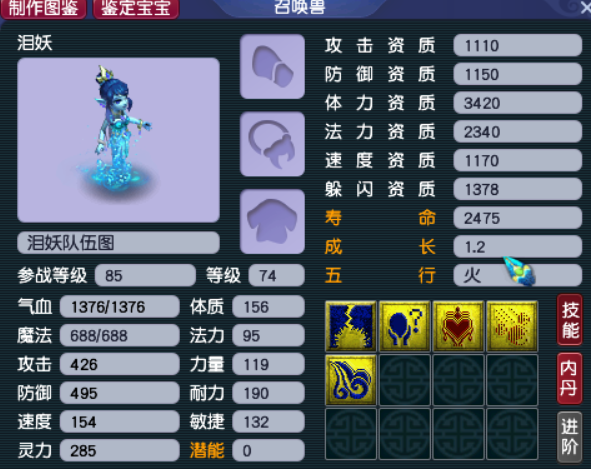 制作图鉴 鉴定宝宝 召唤兽
泪妖
泪妖队伍图
参战等级 85 等级 74
气血 1376/1376 体质 156
魔法 688/688 法力 95
攻击 426 力量 119
防御 495 耐力 190
速度 154 敏捷 132
灵力 285 潜能 0
攻击资质 1110
防御资质 1150
体力资质 3420
法力资质 2340
速度资质 1170
躲闪资质 1378
寿命 2475
成长 1.2
五行 火
技能
内丹
进阶